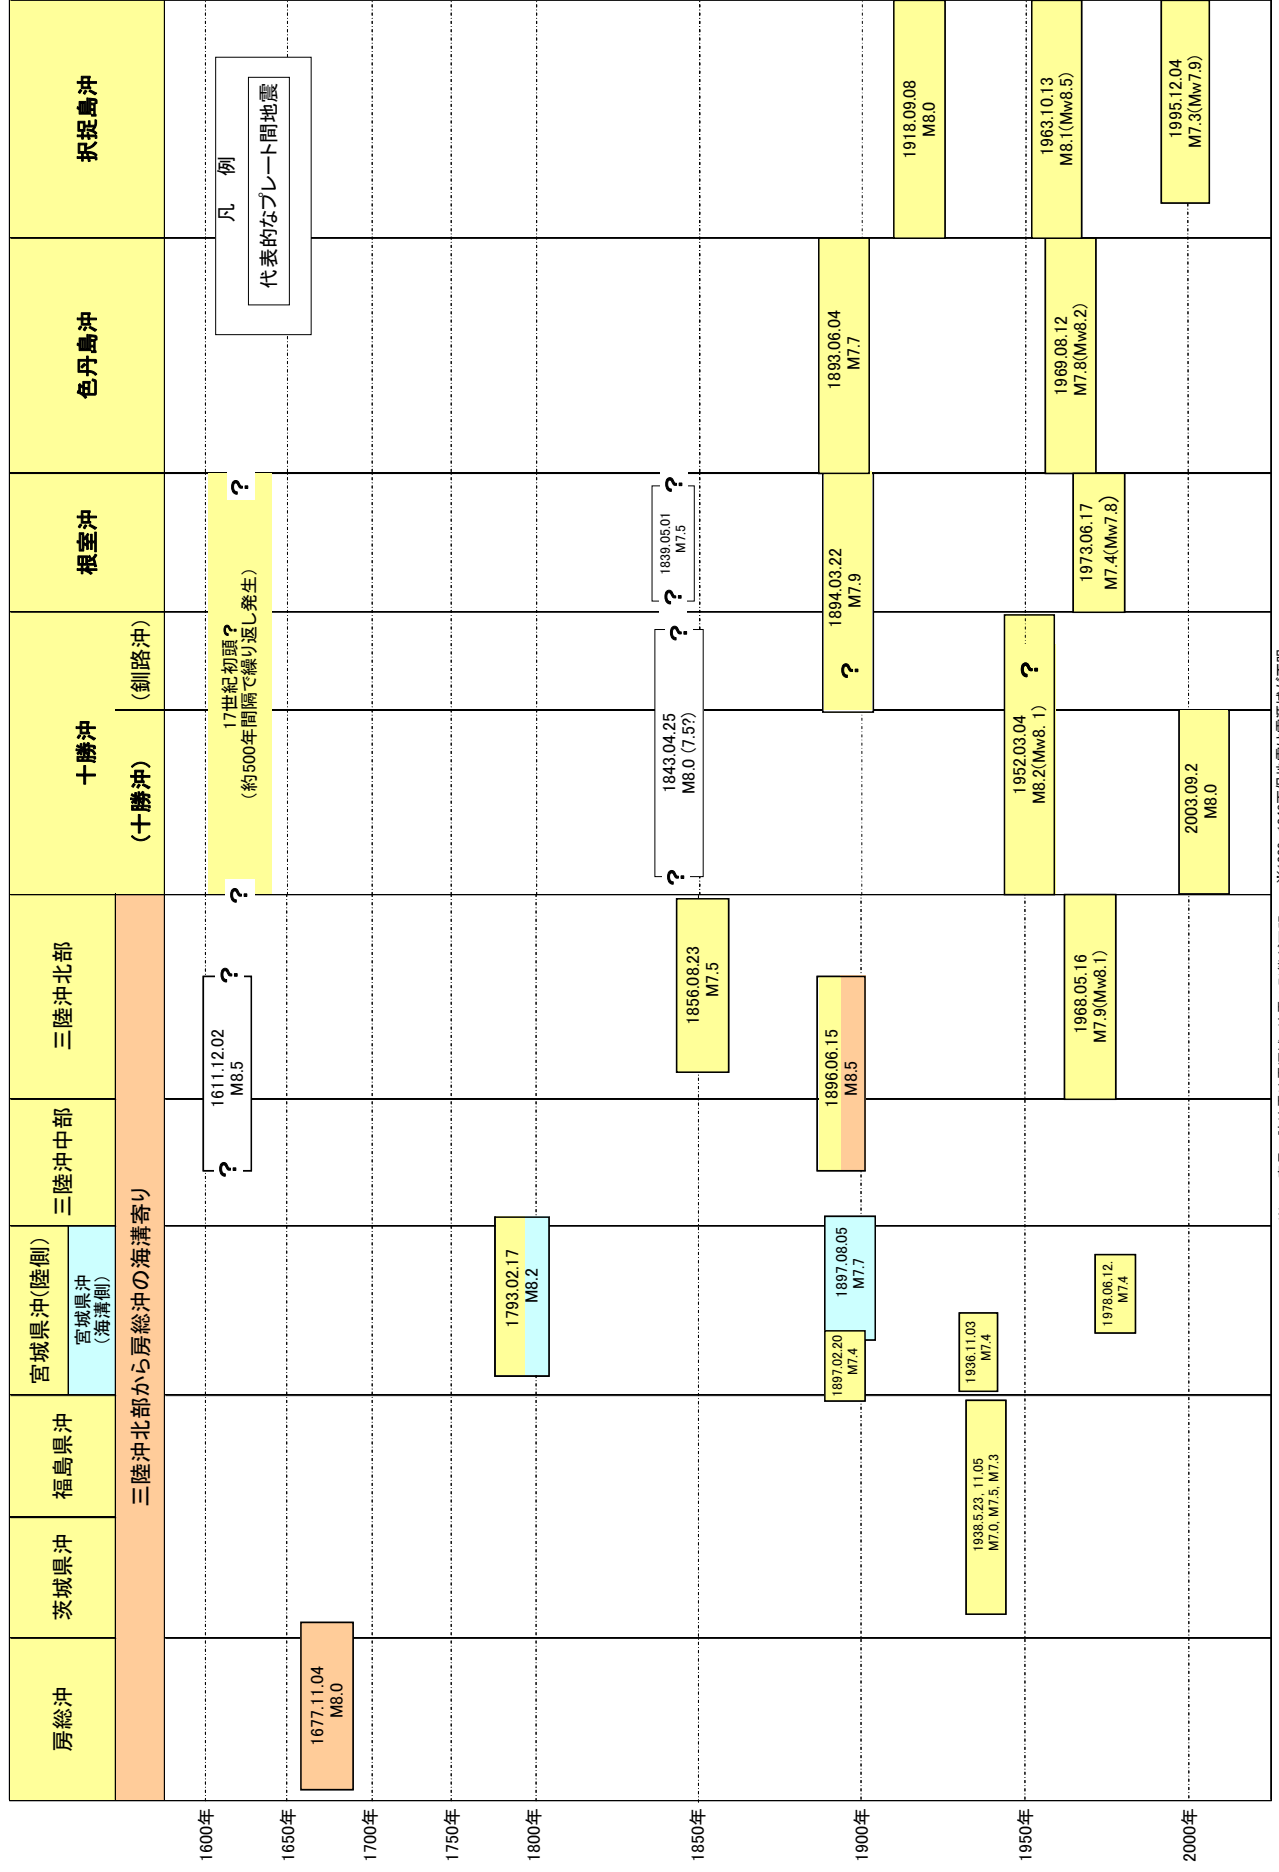 房総沖
茨城県沖
福島県沖
宮城県沖(陸側)
宮城県沖
(海溝側)
三陸沖中部
三陸沖北部
十勝沖
(十勝沖)
(釧路沖)
根室沖
色丹島沖
択捉島沖
三陸沖北部から房総沖の海溝寄り
凡 例
代表的なプレート間地震
1600年
1611.12.02
M8.5
?
?
17世紀初頭?
(約500年間隔で繰り返し発生)
?
?
1650年
1677.11.04
M8.0
1700年
1750年
1793.02.17
M8.2
1800年
1843.04.25
M8.0 (7.5?)
?
?
1839.05.01
M7.5
?
?
1856.08.23
M7.5
1850年
1897.02.20
M7.4
1897.08.05
M7.7
1896.06.15
M8.5
1894.03.22
M7.9
?
1893.06.04
M7.7
1900年
1918.09.08
M8.0
1938.5.23, 11.05
M7.0, M7.5, M7.3
1936.11.03
M7.4
1952.03.04
M8.2(Mw8. 1)
?
1963.10.13
M8.1(Mw8.5)
1950年
1968.05.16
M7.9(Mw8.1)
1969.08.12
M7.8(Mw8.2)
1973.06.17
M7.4(Mw7.8)
1978.06.12.
M7.4
2003.09.2
M8.0
1995.12.04
M7.3(Mw7.9)
2000年